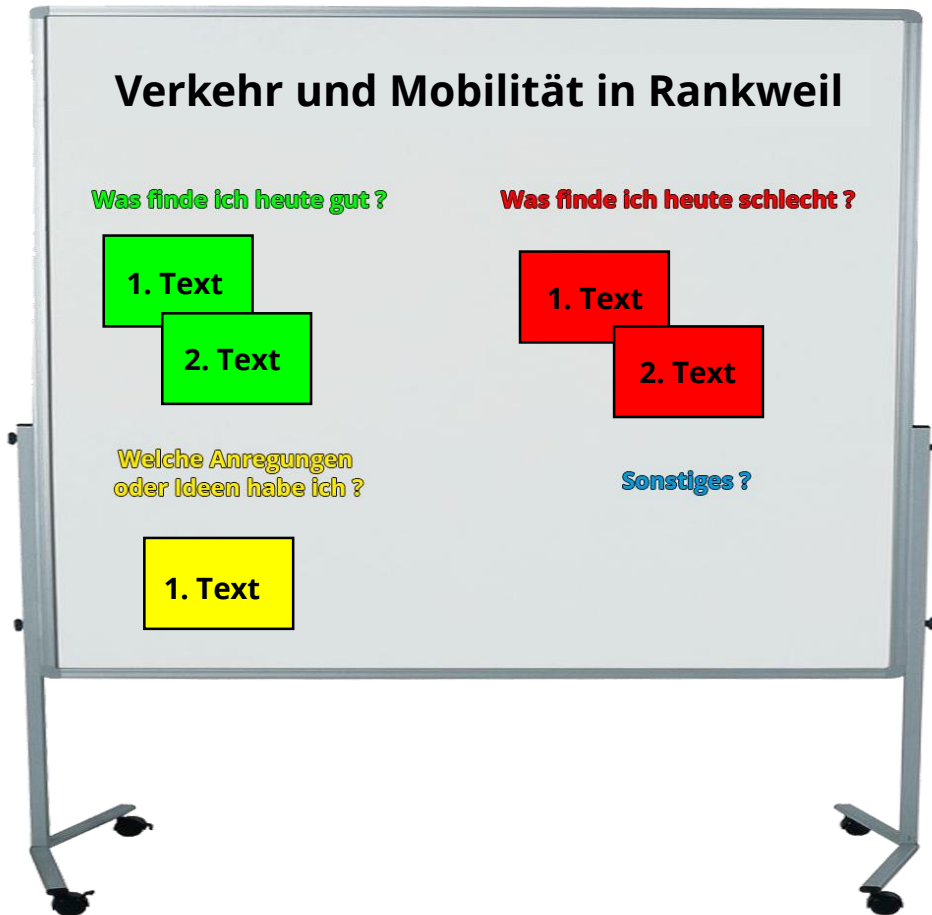 Verkehr und Mobilität in Rankweil
Was finde ich heute gut ?
1. Text
2. Text
Was finde ich heute schlecht ?
1. Text
2. Text
Welche Anregungen
oder Ideen habe ich ?
1. Text
Sonstiges ?